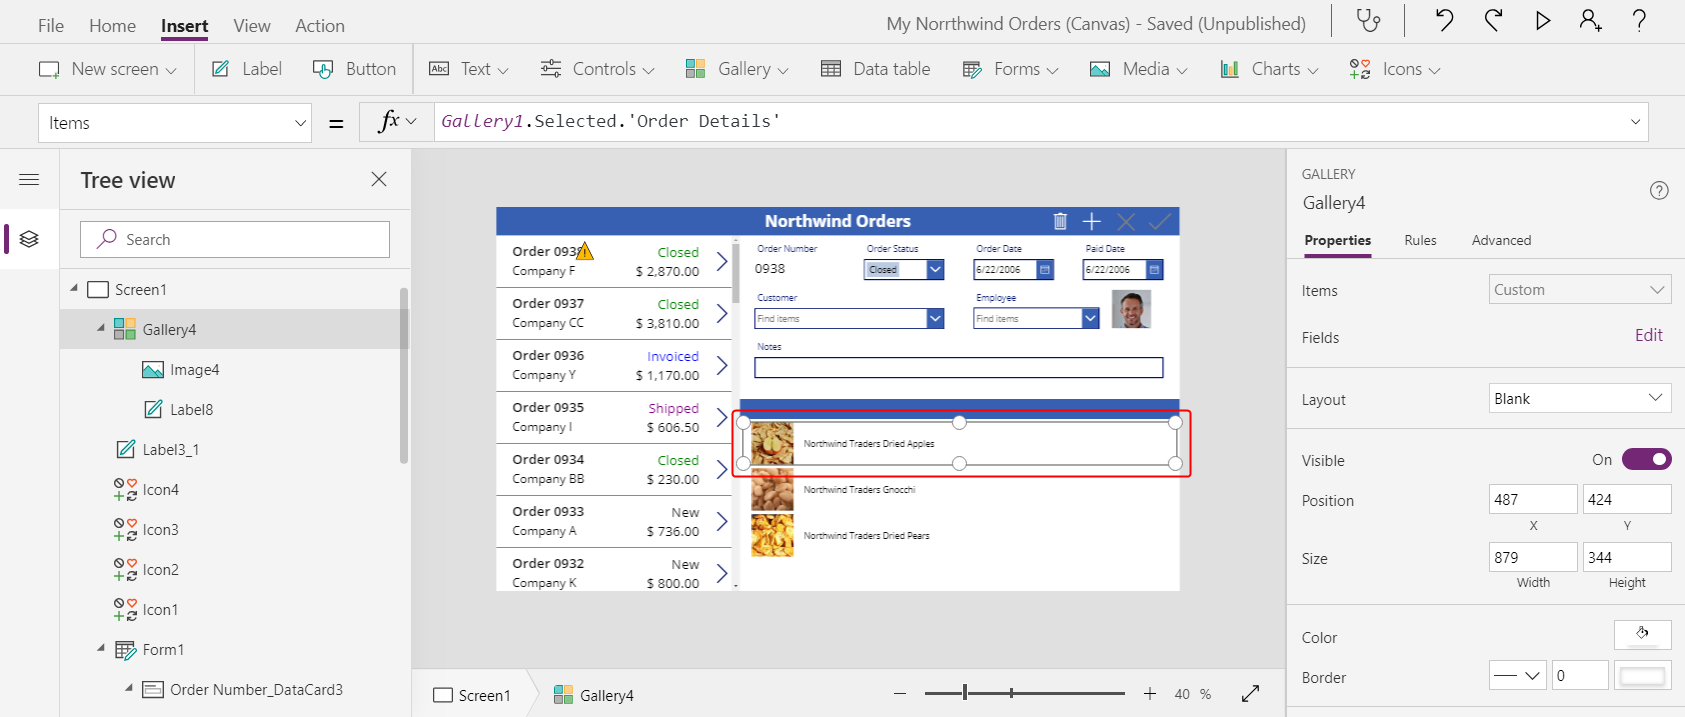 File Home Insert View Action My Norrthwind Orders (Canvas) - Saved (Unpublished) ?
New screen Label Button Abc Text Controls Gallery Data table Forms Media Charts Icons
Items = fx Gallery1.Selected.'Order Details'
Tree view
Search
Screen1
Gallery4
Image4
Label8
Label3_1
Icon4
Icon3
Icon2
Icon1
Form1
Order Number_DataCard3
Northwind Orders
Order 0938 Closed
Company F $ 2,870.00
Order 0937 Closed
Company CC $ 3,810.00
Order 0936 Invoiced
Company Y $ 1,170.00
Order 0935 Shipped
Company I $ 606.50
Order 0934 Closed
Company BB $ 230.00
Order 0933 New
Company A $ 736.00
Order 0932 New
Company K $ 800.00
Order Number Order Status Order Date Paid Date
0938 Closed 6/22/2006 6/22/2006
Customer Employee
Find items Find items
Notes
Northwind Traders Dried Apples
Northwind Traders Gnocchi
Northwind Traders Dried Pears
Screen1 Gallery4 40 %
GALLERY
Gallery4
?
Properties Rules Advanced
Items Custom
Fields Edit
Layout Blank
Visible On
Position 487 424
X Y
Size 879 344
Width Height
Color
Border 0